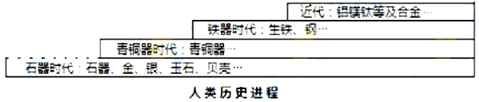 近代：铝镁钛等及合金…
铁器时代：生铁、钢…
青铜器时代：青铜器…
石器时代：石器、金、银、玉石、贝壳…
人类历史进程